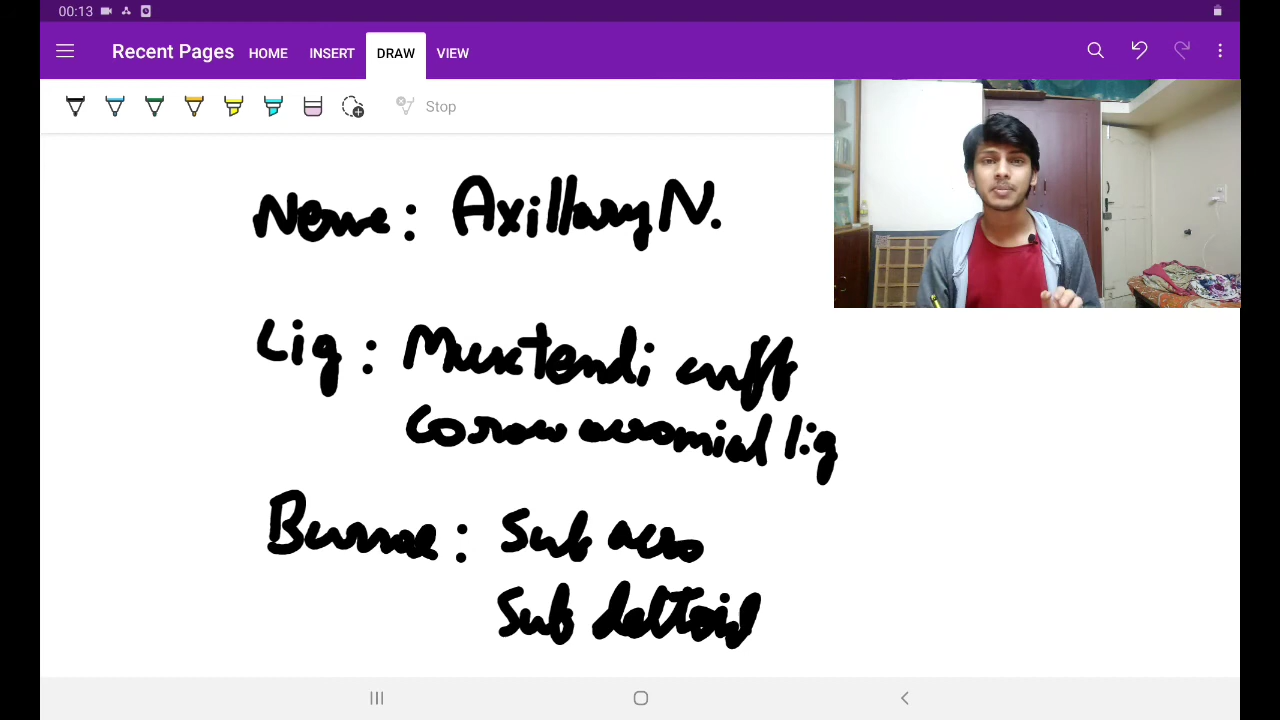 00:13
Recent Pages HOME INSERT DRAW VIEW
Stop
Nerve : Axillary N.
Lig : Musctendi cuff
Coraco acromial lig
Bursae : Sub acro
Sub deltoid